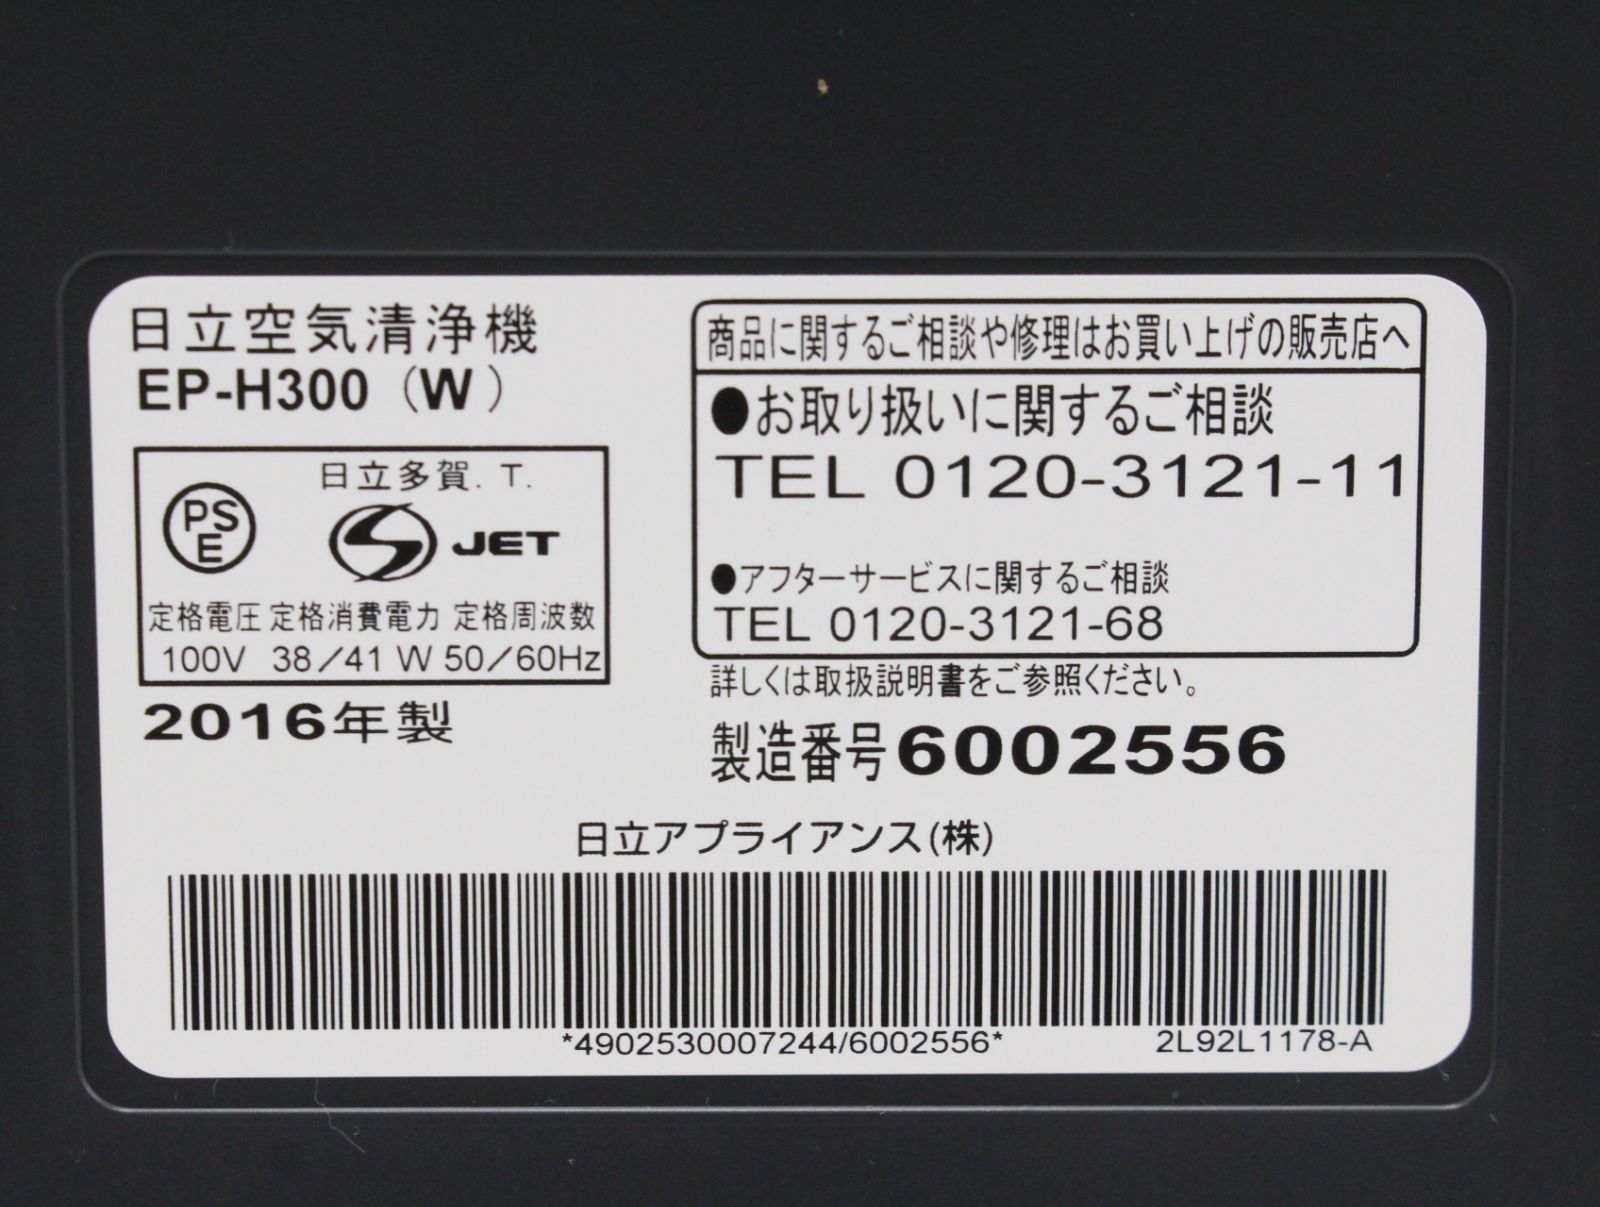 日立空気清浄機
EP-H300（W）
PS
E
日立多賀．T．
JET
定格電圧 定格消費電力 定格周波数
100V 38/41 W 50/60Hz
2016年製
商品に関するご相談や修理はお買い上げの販売店へ
●お取り扱いに関するご相談
TEL 0120-3121-11
●アフターサービスに関するご相談
TEL 0120-3121-68
詳しくは取扱説明書をご参照ください。
製造番号6002556
日立アプライアンス(株)
*4902530007244/6002556*
2L92L1178-A